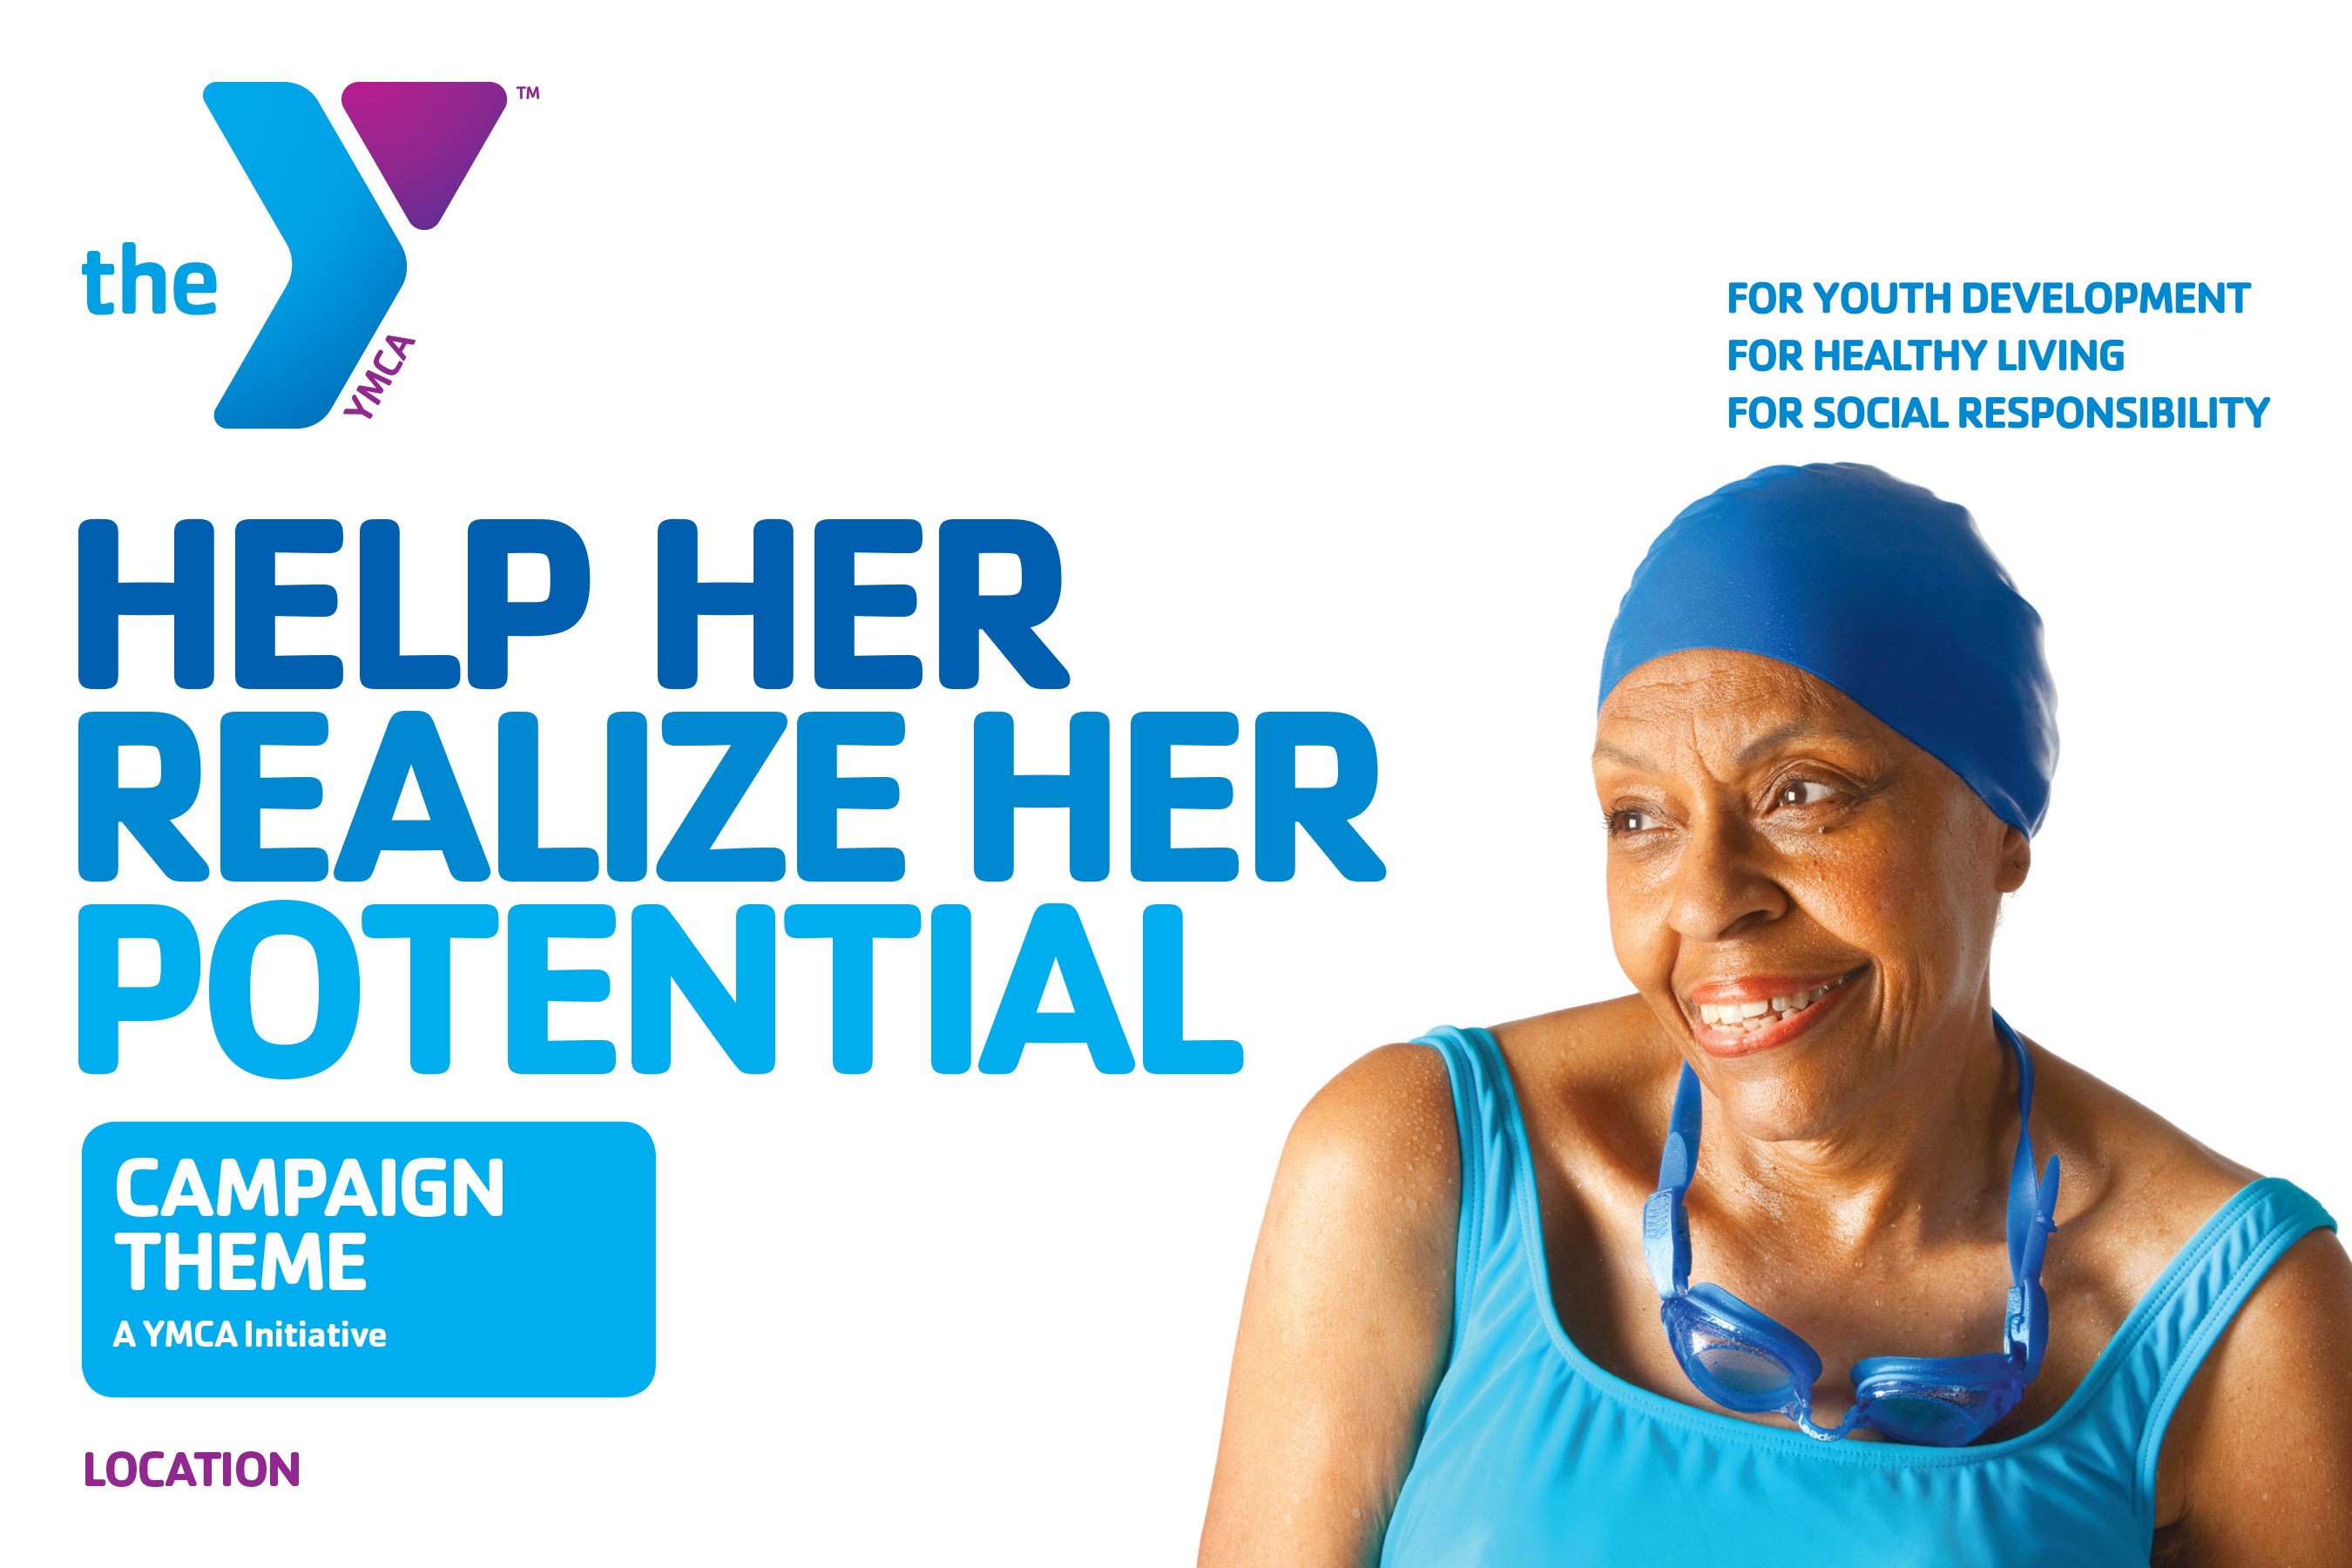 the
YMCA
TM
FOR YOUTH DEVELOPMENT
FOR HEALTHY LIVING
FOR SOCIAL RESPONSIBILITY
HELP HER
REALIZE HER
POTENTIAL
CAMPAIGN
THEME
A YMCA Initiative
LOCATION